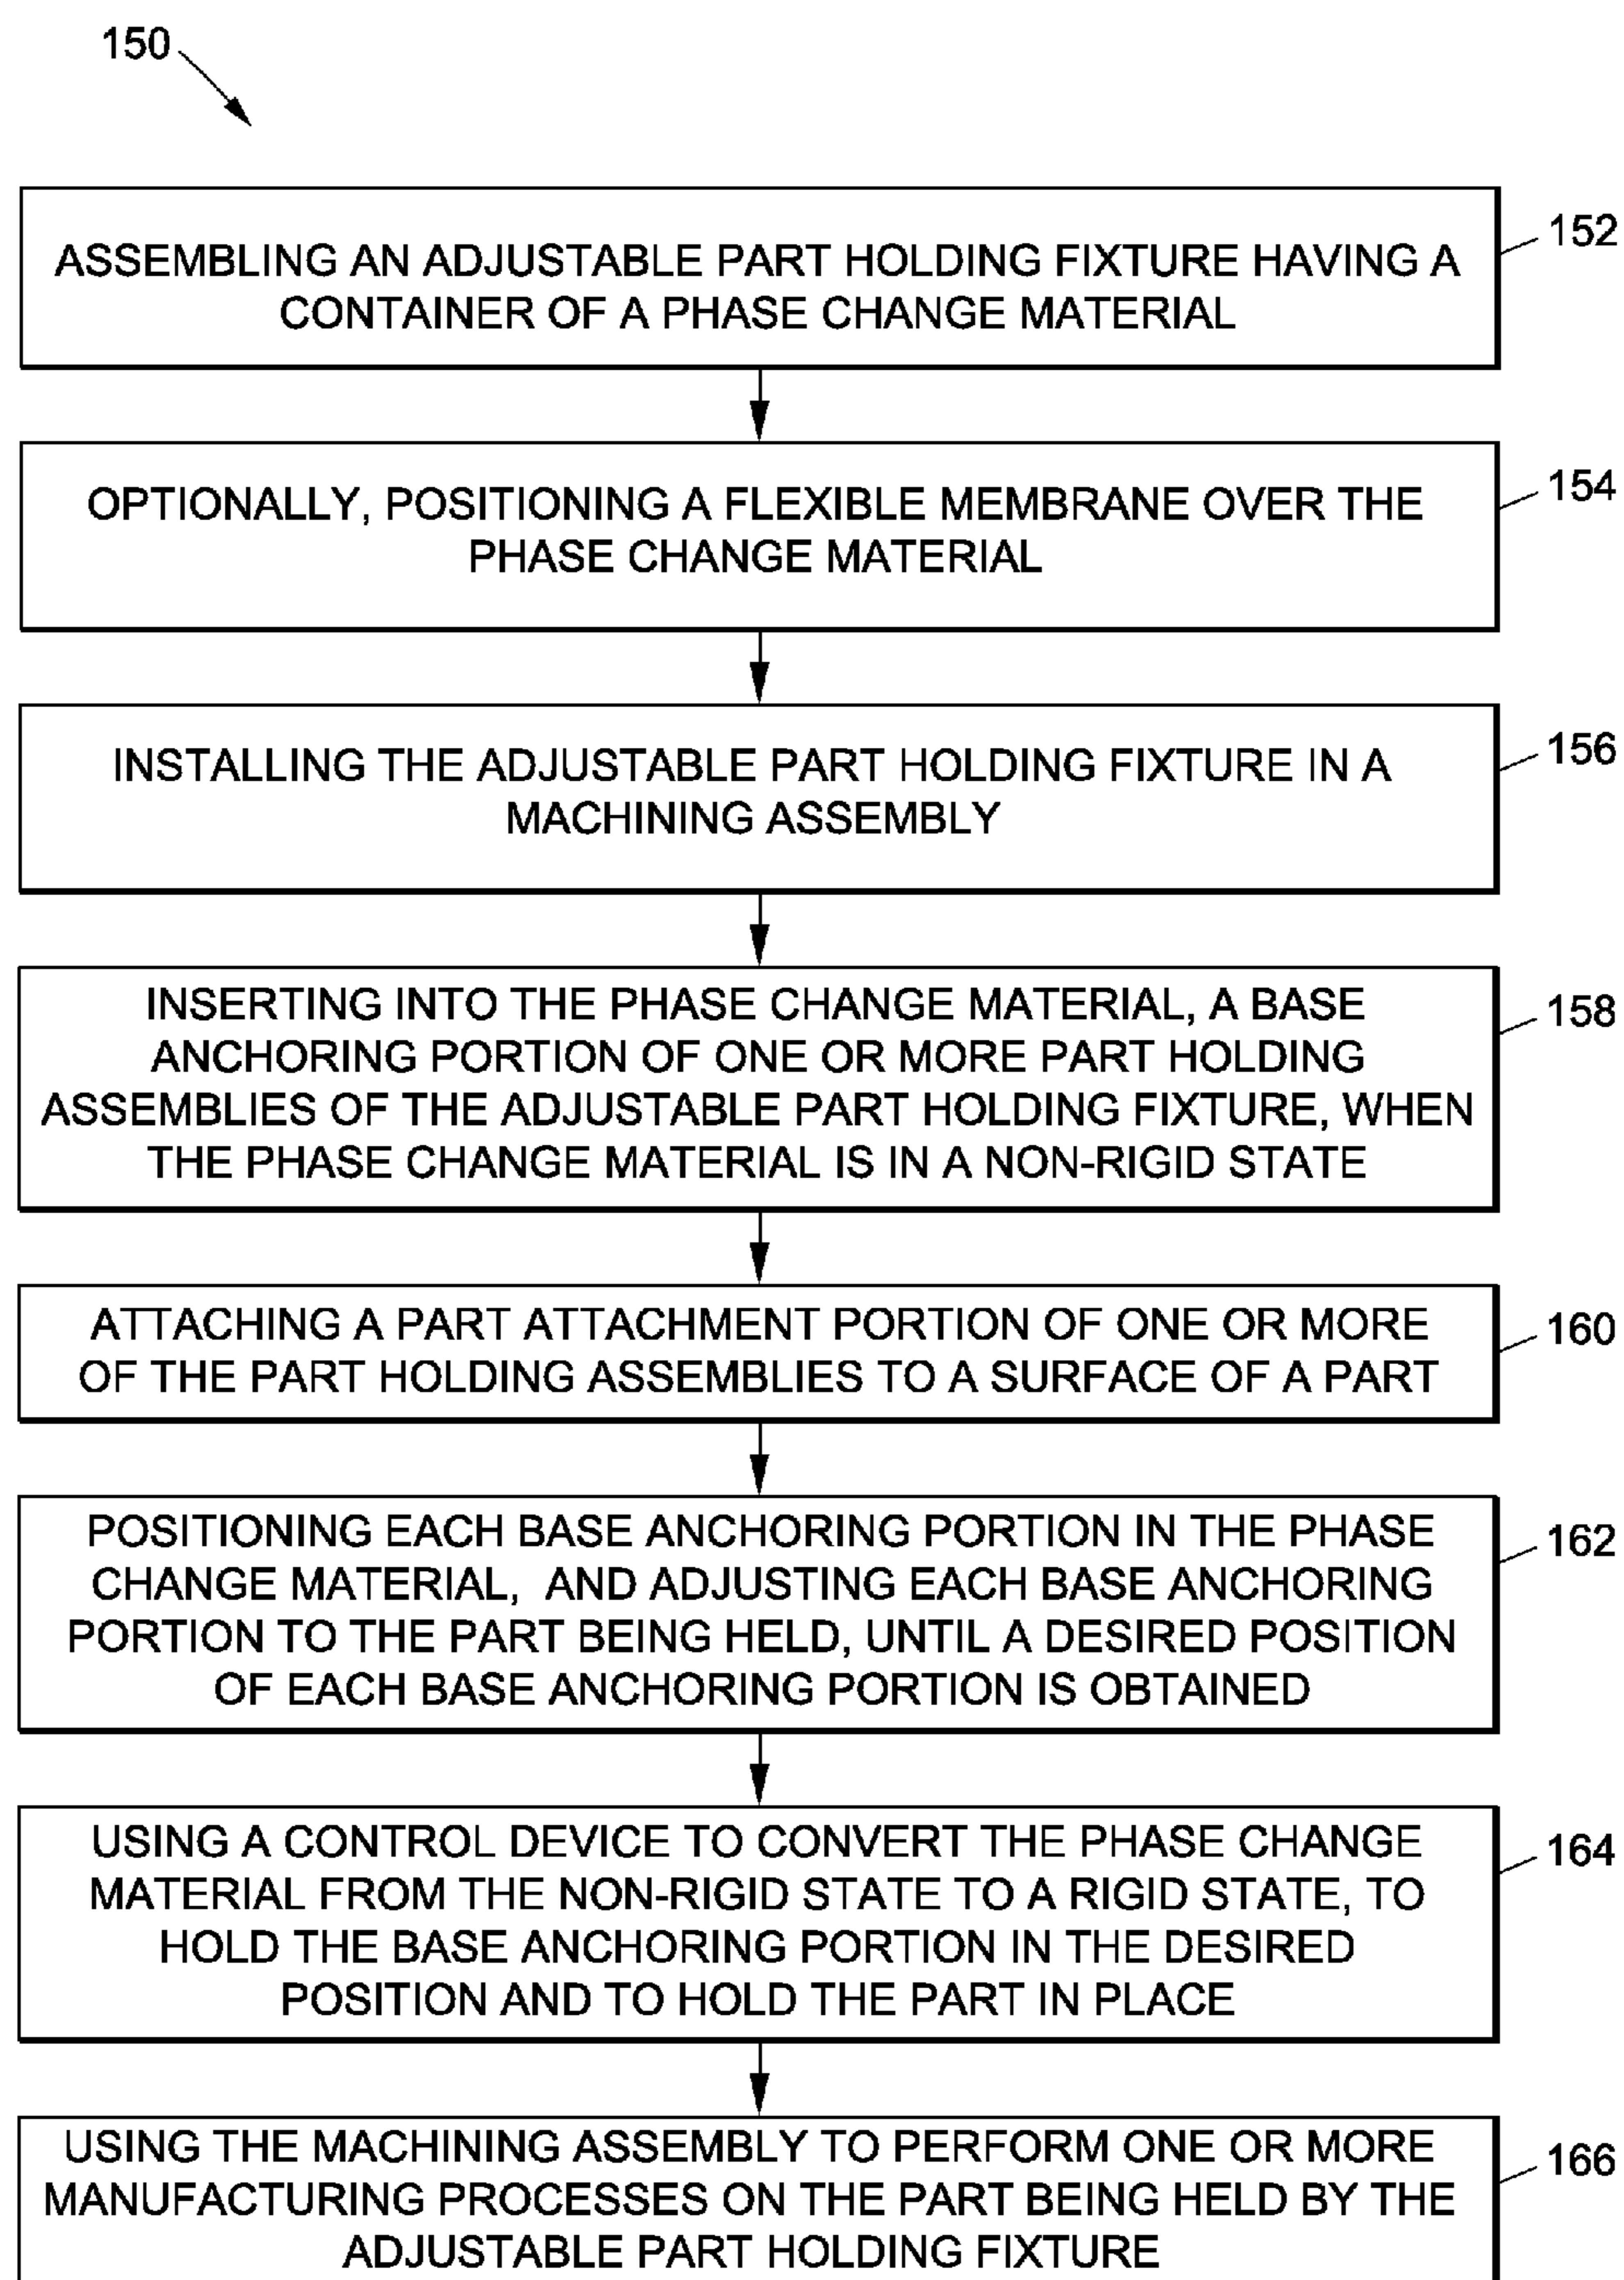 150
ASSEMBLING AN ADJUSTABLE PART HOLDING FIXTURE HAVING A
CONTAINER OF A PHASE CHANGE MATERIAL
152
OPTIONALLY, POSITIONING A FLEXIBLE MEMBRANE OVER THE
PHASE CHANGE MATERIAL
154
INSTALLING THE ADJUSTABLE PART HOLDING FIXTURE IN A
MACHINING ASSEMBLY
156
INSERTING INTO THE PHASE CHANGE MATERIAL, A BASE
ANCHORING PORTION OF ONE OR MORE PART HOLDING
ASSEMBLIES OF THE ADJUSTABLE PART HOLDING FIXTURE, WHEN
THE PHASE CHANGE MATERIAL IS IN A NON-RIGID STATE
158
ATTACHING A PART ATTACHMENT PORTION OF ONE OR MORE
OF THE PART HOLDING ASSEMBLIES TO A SURFACE OF A PART
160
POSITIONING EACH BASE ANCHORING PORTION IN THE PHASE
CHANGE MATERIAL, AND ADJUSTING EACH BASE ANCHORING
PORTION TO THE PART BEING HELD, UNTIL A DESIRED POSITION
OF EACH BASE ANCHORING PORTION IS OBTAINED
162
USING A CONTROL DEVICE TO CONVERT THE PHASE CHANGE
MATERIAL FROM THE NON-RIGID STATE TO A RIGID STATE, TO
HOLD THE BASE ANCHORING PORTION IN THE DESIRED
POSITION AND TO HOLD THE PART IN PLACE
164
USING THE MACHINING ASSEMBLY TO PERFORM ONE OR MORE
MANUFACTURING PROCESSES ON THE PART BEING HELD BY THE
ADJUSTABLE PART HOLDING FIXTURE
166